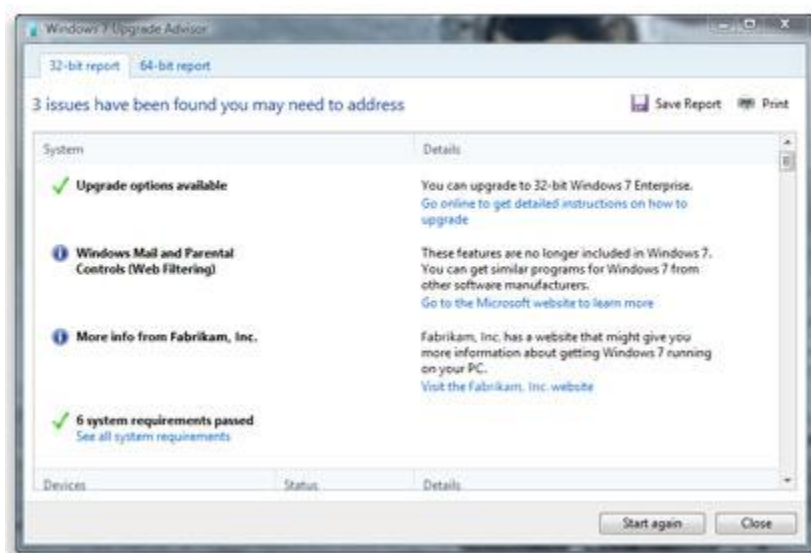 Windows 7 Upgrade Advisor
32-bit report 64-bit report
3 issues have been found you may need to address
Save Report Print
System Details
Upgrade options available
You can upgrade to 32-bit Windows 7 Enterprise.
Go online to get detailed instructions on how to
upgrade
Windows Mail and Parental
Controls (Web Filtering)
These features are no longer included in Windows 7.
You can get similar programs for Windows 7 from
other software manufacturers.
Go to the Microsoft website to learn more
More info from Fabrikam, Inc.
Fabrikam, Inc. has a website that might give you
more information about getting Windows 7 running
on your PC.
Visit the Fabrikam, Inc. website
6 system requirements passed
See all system requirements
Devices Status Details
Start again Close